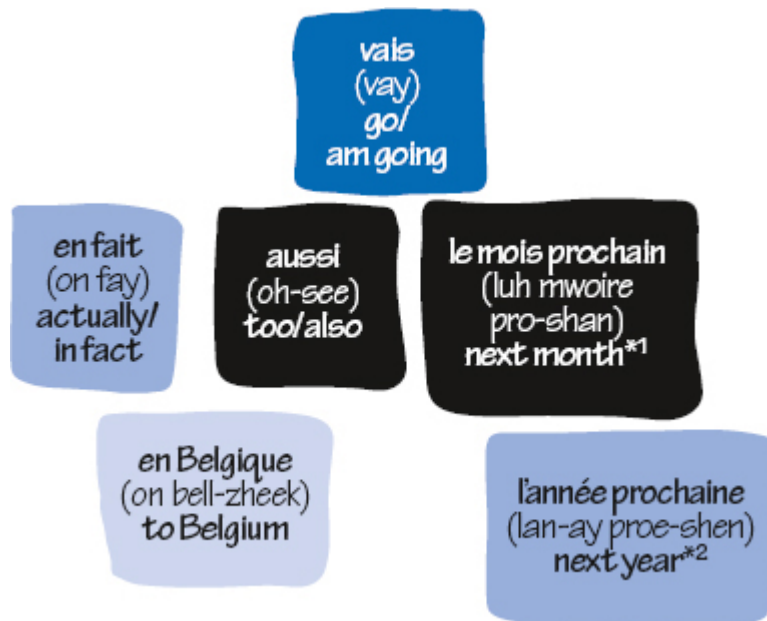 vais
(vay)
go/
am going
en fait
(on fay)
actually/
in fact
aussi
(oh-see)
too/also
le mois prochain
(luh mwoire
pro-shan)
next month*1
en Belgique
(on bell-zheek)
to Belgium
l'année prochaine
(lan-ay proe-shen)
next year*2